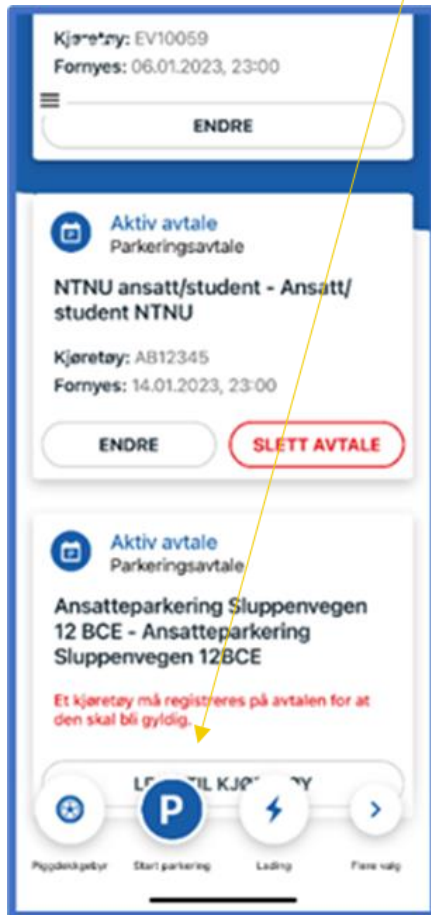 Kjøretøy: EV10059
Fornyes: 06.01.2023, 23:00
ENDRE
Aktiv avtale
Parkeringsavtale
NTNU ansatt/student - Ansatt/
student NTNU
Kjøretøy: AB12345
Fornyes: 14.01.2023, 23:00
ENDRE
SLETT AVTALE
Aktiv avtale
Parkeringsavtale
Ansatteparkering Sluppenvegen
12 BCE - Ansatteparkering
Sluppenvegen 12BCE
Et kjøretøy må registreres på avtalen for at
den skal bli gyldig.
TIL
P
Piggdekkgebyr
Start parkering
Lading
Flere valg